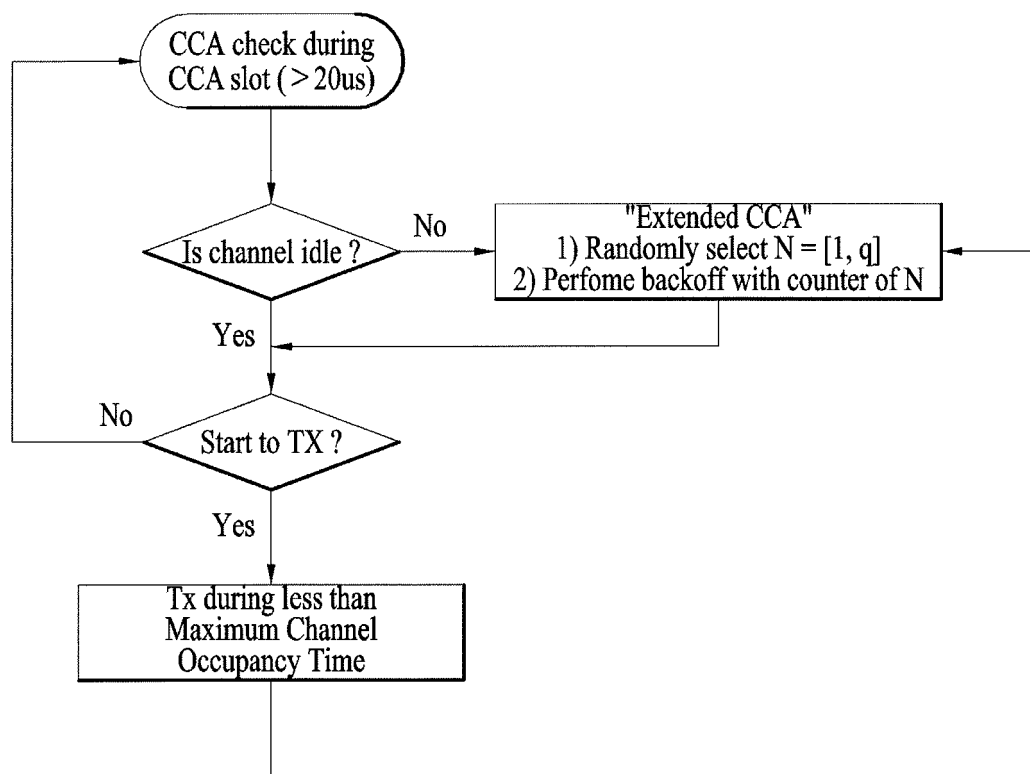 CCA check during
CCA slot ( > 20us)
Is channel idle ?
No
"Extended CCA"
1) Randomly select N = [1, q]
2) Perfome backoff with counter of N
Yes
No
Start to TX ?
Yes
Tx during less than
Maximum Channel
Occupancy Time